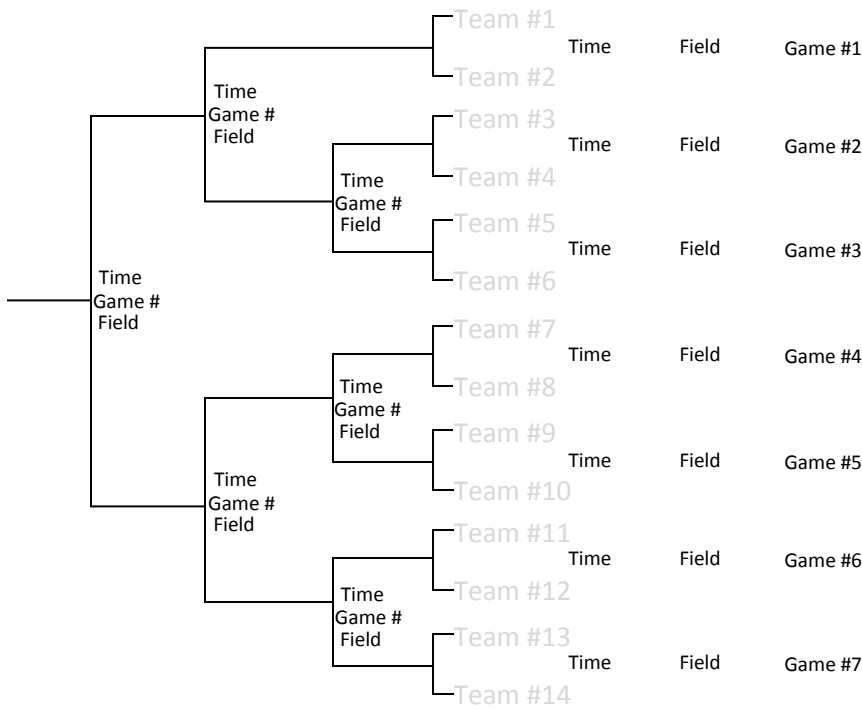 Team #1
Time Field Game #1
Team #2
Time
Game #
Field
Team #3
Time Field Game #2
Team #4
Time
Game #
Field
Team #5
Time Field Game #3
Team #6
Time
Game #
Field
Team #7
Time Field Game #4
Team #8
Time
Game #
Field
Team #9
Time Field Game #5
Team #10
Time
Game #
Field
Team #11
Time Field Game #6
Team #12
Time
Game #
Field
Team #13
Time Field Game #7
Team #14